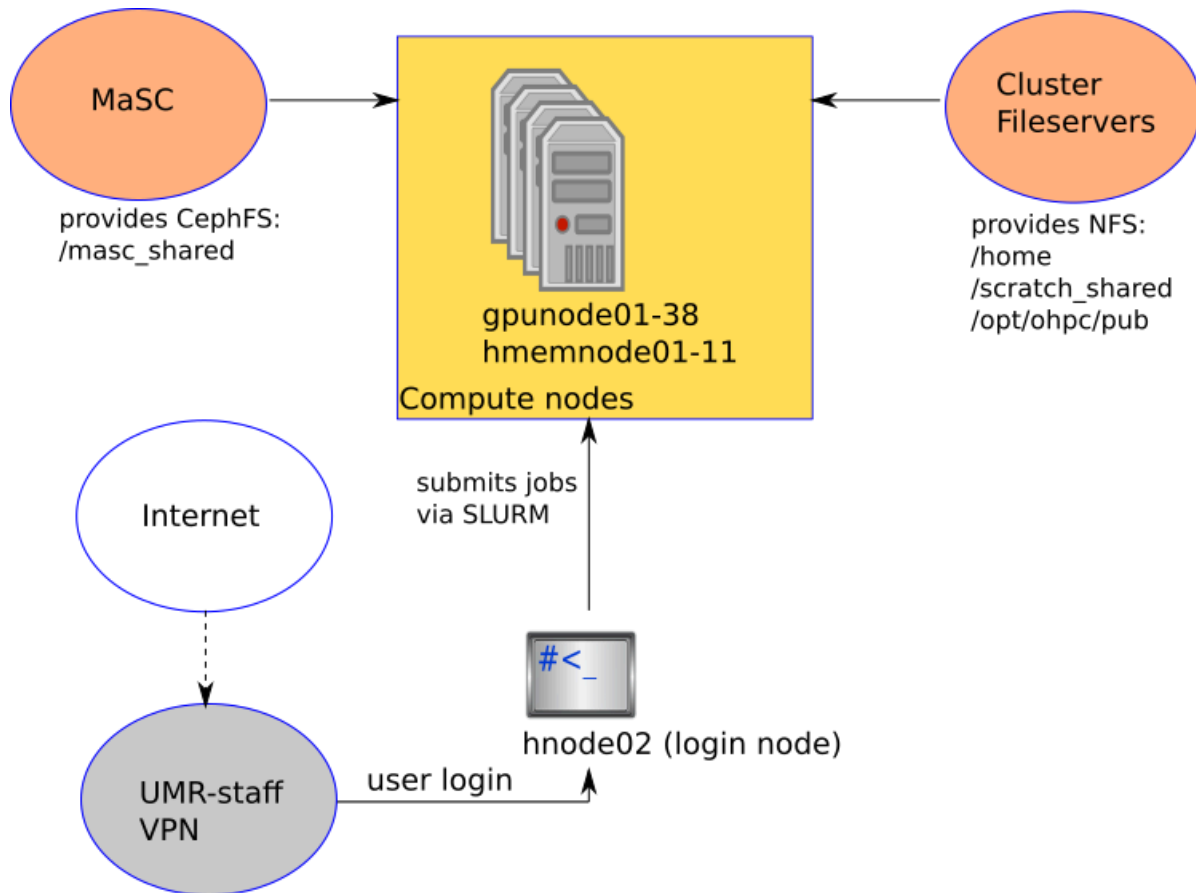 MaSC
provides CephFS:
/masc_shared
Cluster
Fileservers
provides NFS:
/home
/scratch_shared
/opt/ohpc/pub
gpunode01-38
hmemnode01-11
Compute nodes
submits jobs
via SLURM
Internet
#<_
hnode02 (login node)
user login
UMR-staff
VPN